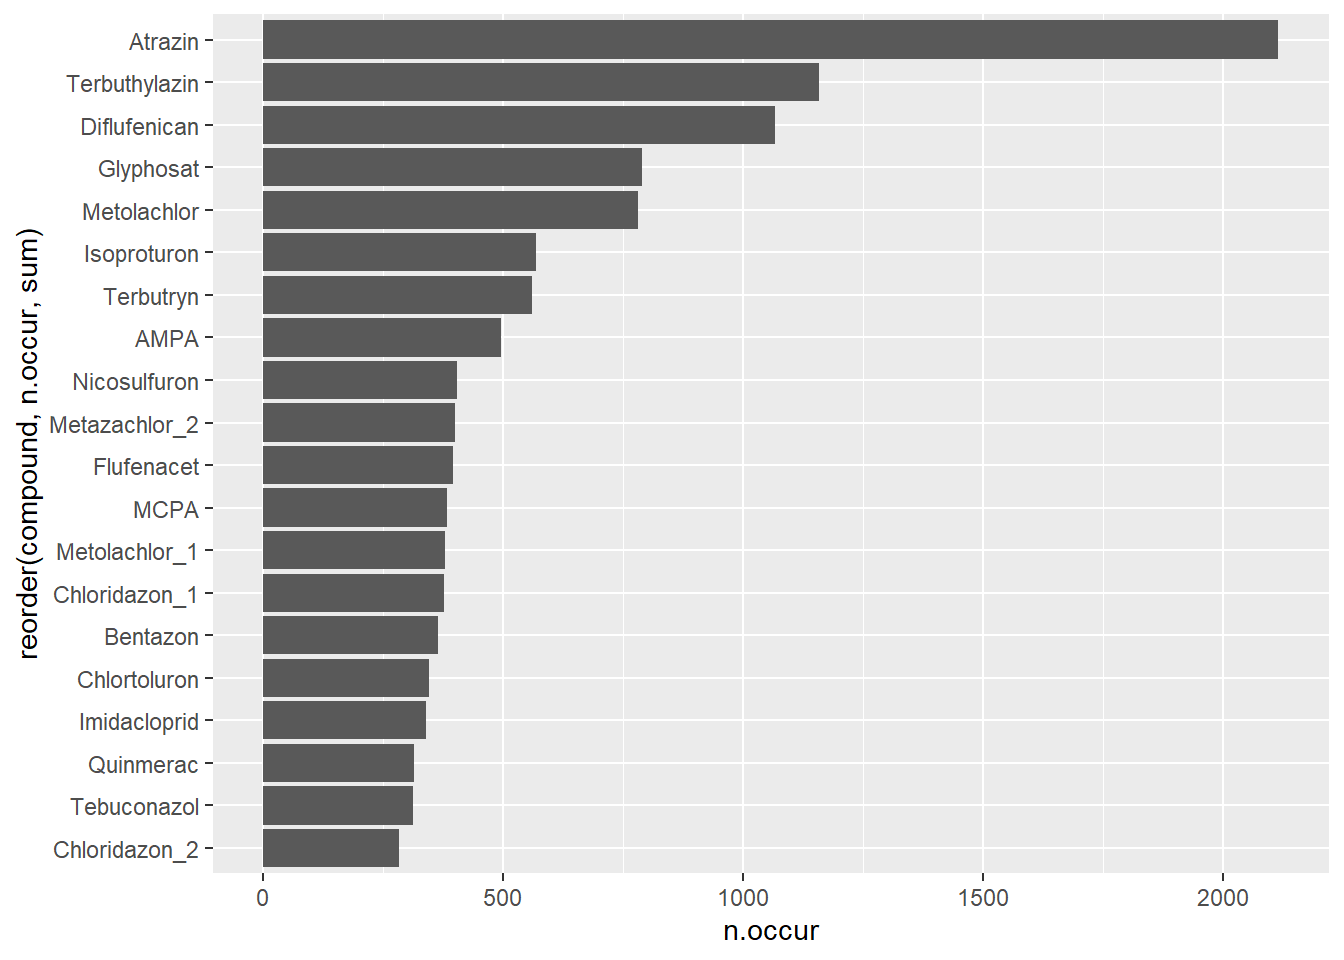 reorder(compound, n.occur, sum)
Atrazin
Terbuthylazin
Diflufenican
Glyphosat
Metolachlor
Isoproturon
Terbutryn
AMPA
Nicosulfuron
Metazachlor_2
Flufenacet
MCPA
Metolachlor_1
Chloridazon_1
Bentazon
Chlortoluron
Imidacloprid
Quinmerac
Tebuconazol
Chloridazon_2
0 500 1000 1500 2000
n.occur